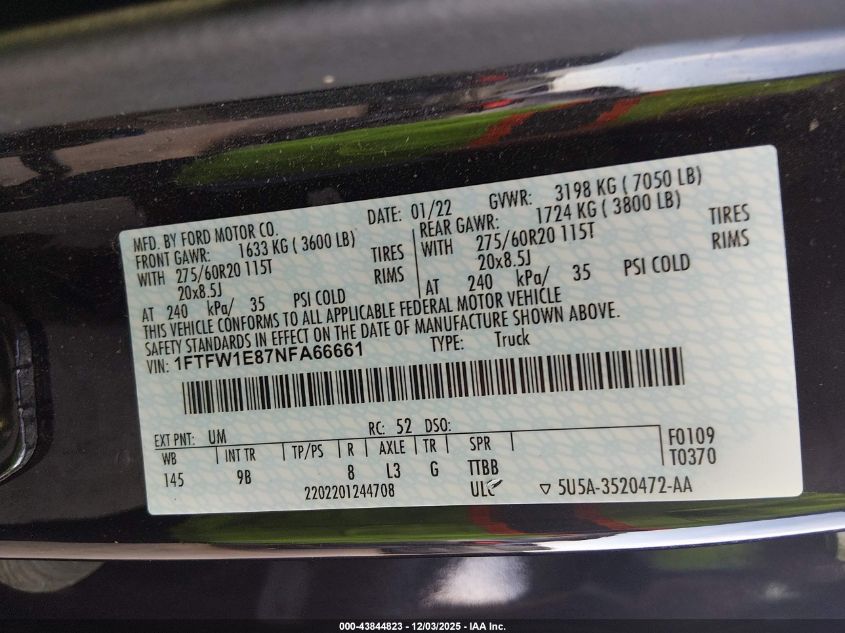 MFD. BY FORD MOTOR CO. DATE: 01/22 GVWR: 3198 KG ( 7050 LB)
FRONT GAWR: 1633 KG ( 3600 LB) REAR GAWR: 1724 KG ( 3800 LB)
WITH 275/60R20 115T TIRES WITH 275/60R20 115T TIRES
20x8.5J RIMS 20x8.5J RIMS
AT 240 kPa/ 35 PSI COLD AT 240 kPa/ 35 PSI COLD
THIS VEHICLE CONFORMS TO ALL APPLICABLE FEDERAL MOTOR VEHICLE
SAFETY STANDARDS IN EFFECT ON THE DATE OF MANUFACTURE SHOWN ABOVE.
VIN: 1FTFW1E87NFA66661 TYPE: Truck
EXT PNT: UM RC: 52 DSO:
WB INT TR TP/PS R AXLE TR SPR F0109
145 9B 8 L3 G TTBB T0370
2202201244708 ULC 5U5A-3520472-AA
000-43844823 - 12/03/2025 - IAA Inc.